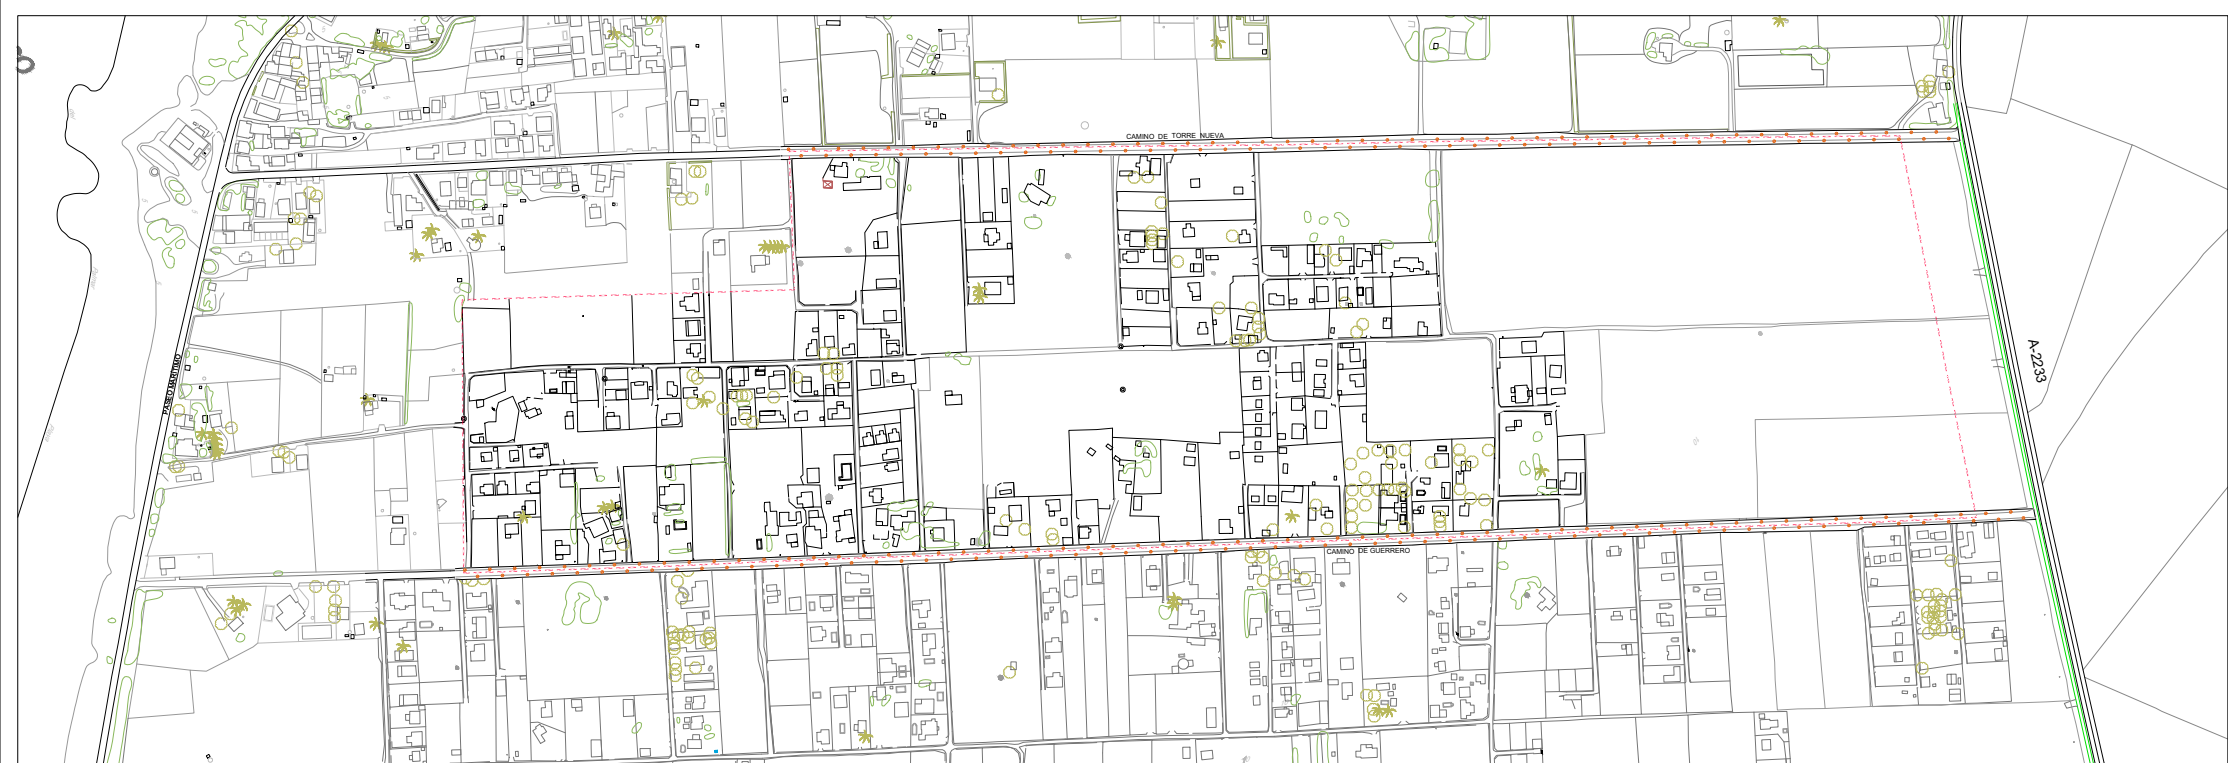 CAMINO DE TORRE NUEVA
A-2233
PASEO MARITIMO
CAMINO DE GUERRERO